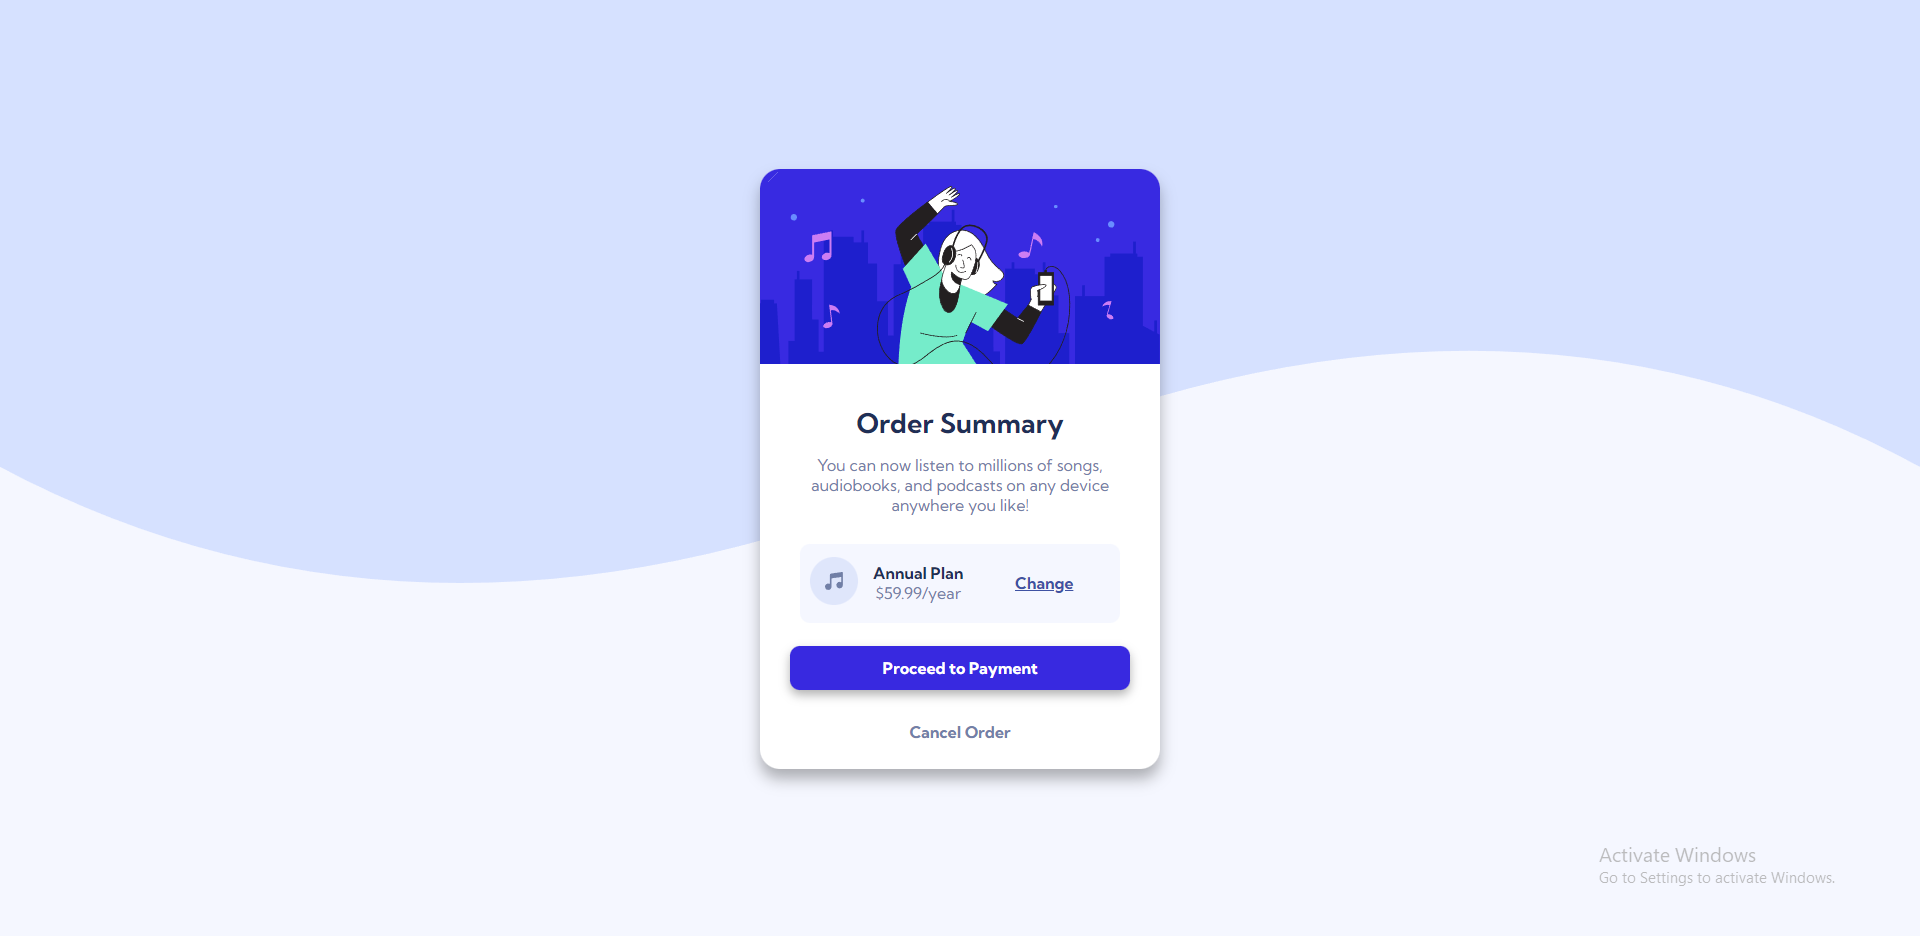 Order Summary
You can now listen to millions of songs,
audiobooks, and podcasts on any device
anywhere you like!
Annual Plan
$59.99/year
Change
Proceed to Payment
Cancel Order
Activate Windows
Go to Settings to activate Windows.